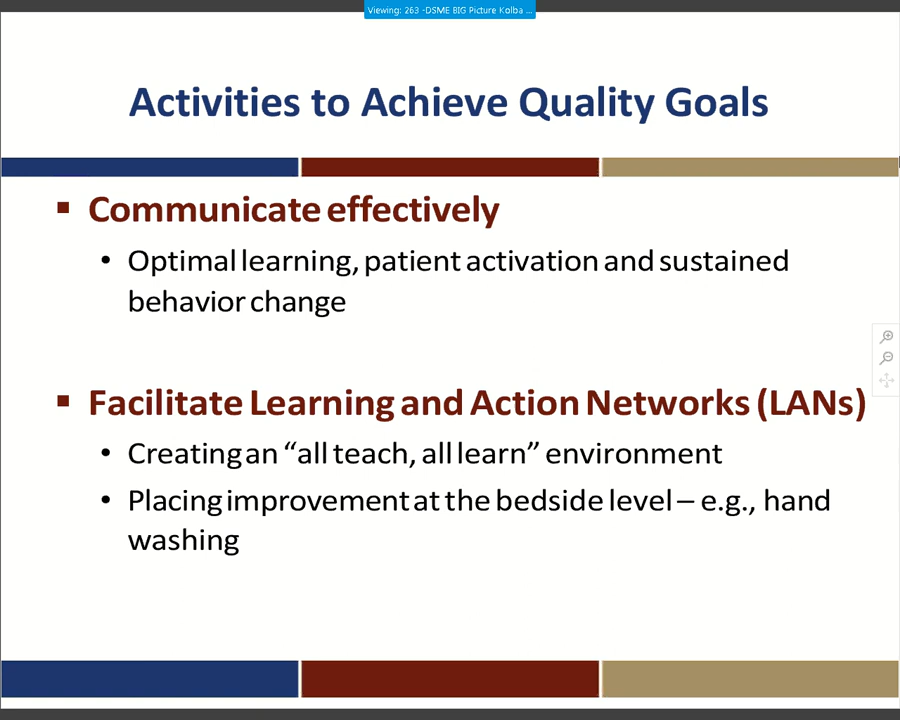 Viewing: 263 -DSME BIG Picture Kolba ...
Activities to Achieve Quality Goals
Communicate effectively
• Optimal learning, patient activation and sustained
behavior change
Facilitate Learning and Action Networks (LANs)
• Creating an “all teach, all learn” environment
• Placing improvement at the bedside level – e.g., hand
washing